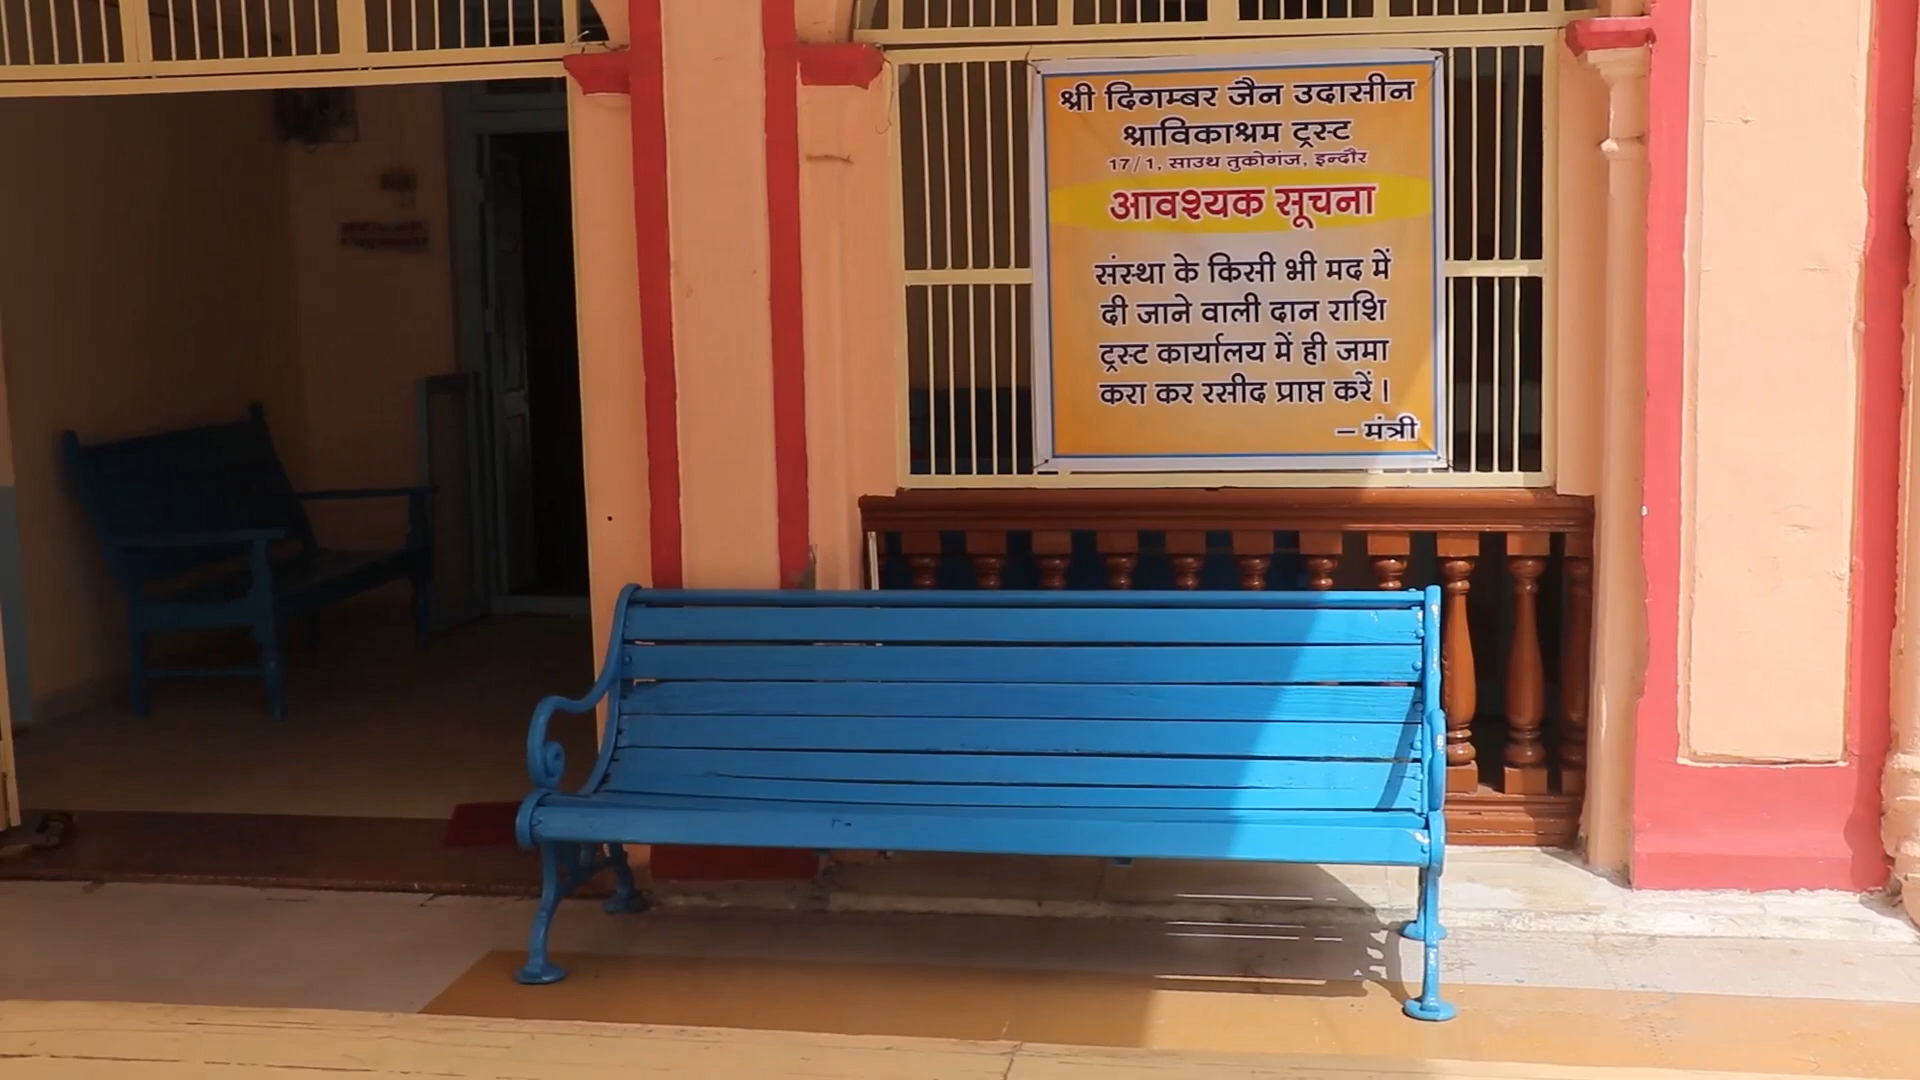 श्री दिगम्बर जैन उदासीन
श्राविकाश्रम ट्रस्ट
17/1, साउथ तुकोगंज, इन्दौर
आवश्यक सूचना
संस्था के किसी भी मद में
दी जाने वाली दान राशि
ट्रस्ट कार्यालय में ही जमा
करा कर रसीद प्राप्त करें।
– मंत्री